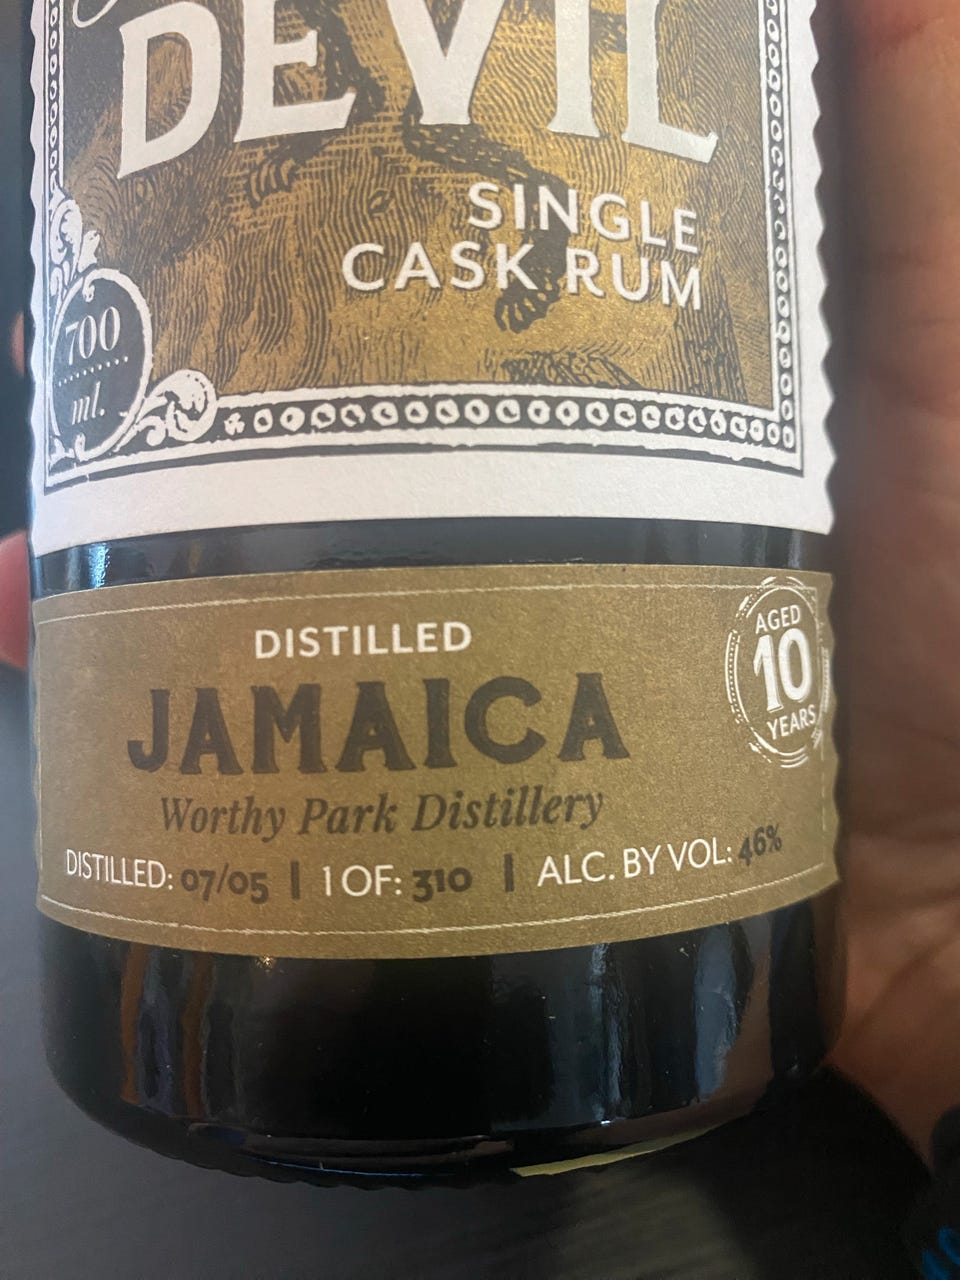 DEVIL
SINGLE
CASK RUM
700
ml.
DISTILLED
JAMAICA
Worthy Park Distillery
DISTILLED: 07/05 | 1 OF: 310 | ALC. BY VOL: 46%
AGED
10
YEARS